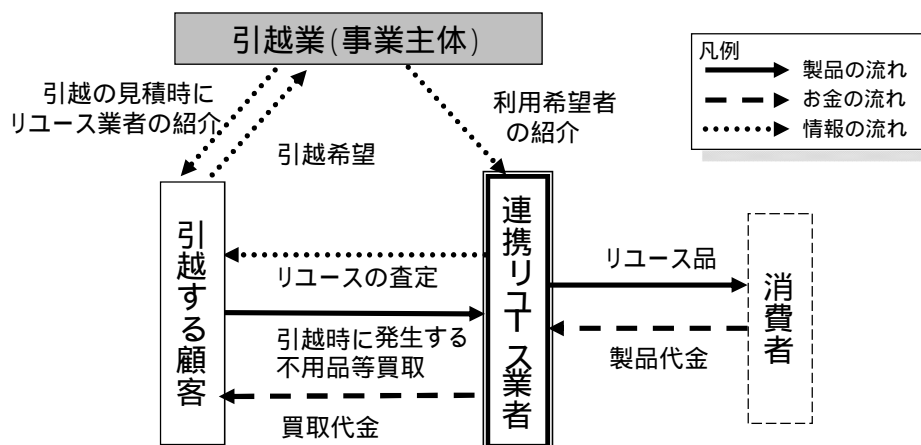 引越業(事業主体)
凡例
製品の流れ
お金の流れ
情報の流れ
引越の見積時に
リユース業者の紹介
利用希望者
の紹介
引越希望
引越する顧客
連携リユース業者
消費者
リユースの査定
リユース品
引越時に発生する
不用品等買取
製品代金
買取代金